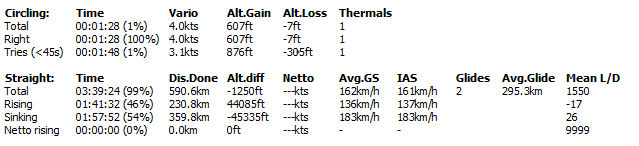 Circling: Time Vario Alt.Gain Alt.Loss Thermals
Total 00:01:28 (1%) 4.0kts 607ft -7ft 1
Right 00:01:28 (100%) 4.0kts 607ft -7ft 1
Tries (<45s) 00:01:48 (1%) 3.1kts 876ft -305ft 1
Straight: Time Dis.Done Alt.diff Netto Avg.GS IAS Glides Avg.Glide Mean L/D
Total 03:39:24 (99%) 590.6km -1250ft ---kts 162km/h 161km/h 2 295.3km 1550
Rising 01:41:32 (46%) 230.8km 44085ft ---kts 136km/h 137km/h -17
Sinking 01:57:52 (54%) 359.8km -45335ft ---kts 183km/h 183km/h 26
Netto rising 00:00:00 (0%) 0.0km 0ft ---kts - - 9999